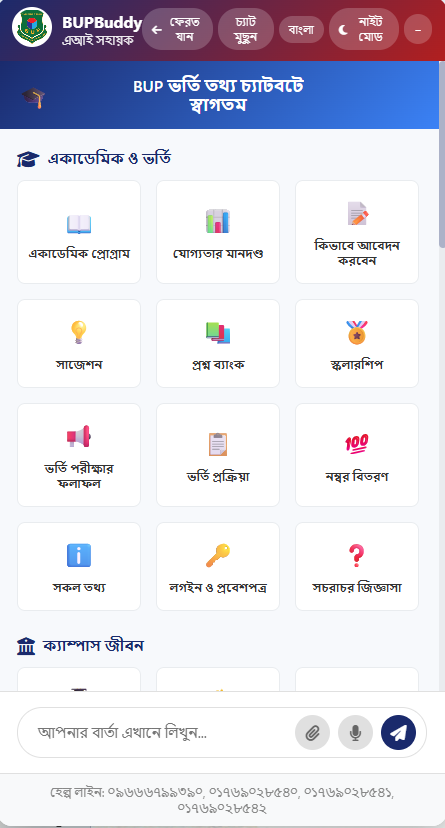 BUPBuddy
এআই সহায়ক
ফেরত
যান
চ্যাট
মুছুন
বাংলা
নাইট
মোড
–
BUP ভর্তি তথ্য চ্যাটবটে
স্বাগতম
একাডেমিক ও ভর্তি
একাডেমিক প্রোগ্রাম
যোগ্যতার মানদণ্ড
কিভাবে আবেদন
করবেন
সাজেশন
প্রশ্ন ব্যাংক
স্কলারশিপ
ভর্তি পরীক্ষার
ফলাফল
ভর্তি প্রক্রিয়া
100
নম্বর বিতরণ
সকল তথ্য
লগইন ও প্রবেশপত্র
সচরাচর জিজ্ঞাসা
ক্যাম্পাস জীবন
আপনার বার্তা এখানে লিখুন...
হেল্প লাইন: ০৯৬৬৬৭৯৯৩৯০, ০১৭৬৯০২৮৫৪০, ০১৭৬৯০২৮৫৪১,
০১৭৬৯০২৮৫৪২